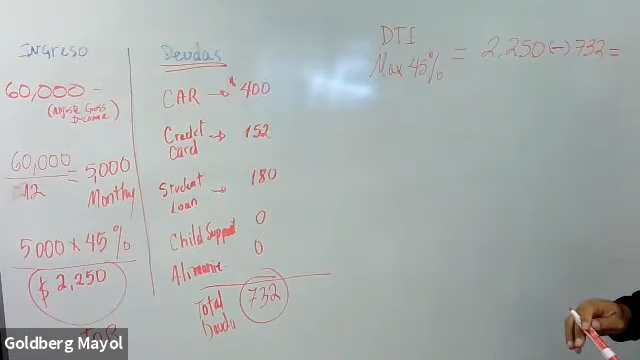 Ingreso
60,000 -
(Adjuste Gross
Income)
60,000
12
= 5,000
Monthly
5000 x 45%
$ 2,250
Deudas
CAR → 400
Credit
Card → 152
Student
Loan → 180
Child Support 0
Alimonie 0
Total
732
DTI
Max 45% = 2,250 (-) 732 =
Goldberg Mayol